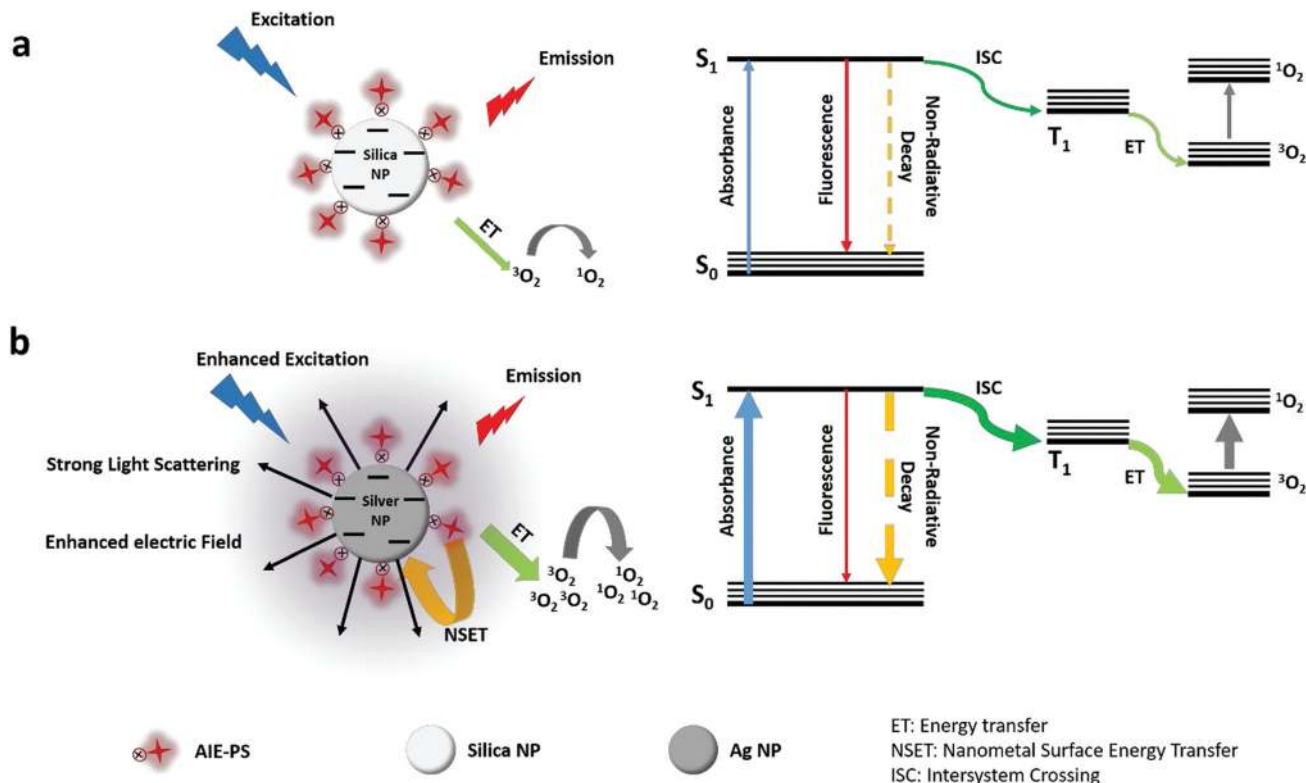 a
Excitation
Emission
Silica
NP
ET
³O₂
¹O₂
S₁
S₀
Absorbance
Fluorescence
Non-Radiative
Decay
ISC
T₁
ET
¹O₂
³O₂
b
Enhanced Excitation
Emission
Strong Light Scattering
Enhanced electric Field
Silver
NP
ET
NSET
³O₂
³O₂ ³O₂
¹O₂
¹O₂ ¹O₂
S₁
S₀
Absorbance
Fluorescence
Non-Radiative
Decay
ISC
T₁
ET
¹O₂
³O₂
AIE-PS
Silica NP
Ag NP
ET: Energy transfer
NSET: Nanometal Surface Energy Transfer
ISC: Intersystem Crossing